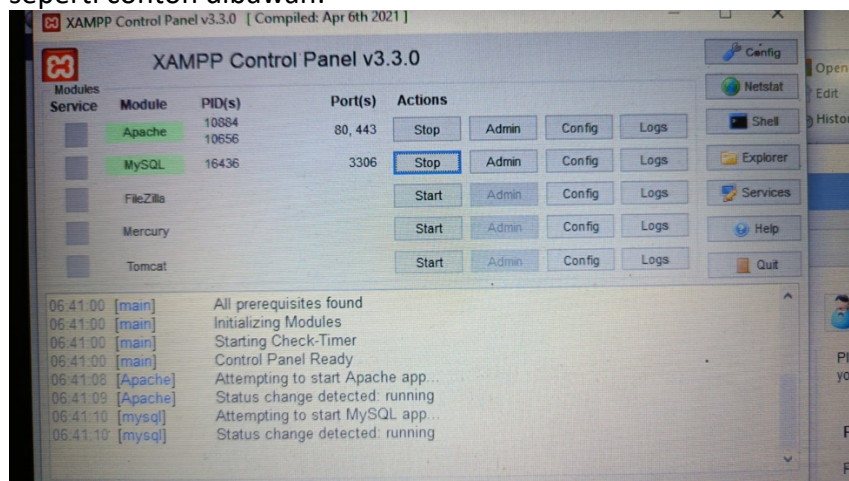 seperti contoh dibawah:
XAMPP Control Panel v3.3.0 [ Compiled: Apr 6th 2021 ]
XAMPP Control Panel v3.3.0
Config
Modules
Service Module PID(s) Port(s) Actions
Netstat
Apache 10884 10656 80, 443 Stop Admin Config Logs
Shell
MySQL 16436 3306 Stop Admin Config Logs
Explorer
FileZilla Start Admin Config Logs
Services
Mercury Start Admin Config Logs
Help
Tomcat Start Admin Config Logs
Quit
06:41:00 [main] All prerequisites found
06:41:00 [main] Initializing Modules
06:41:00 [main] Starting Check-Timer
06:41:00 [main] Control Panel Ready
06:41:08 [Apache] Attempting to start Apache app...
06:41:09 [Apache] Status change detected: running
06:41:10 [mysql] Attempting to start MySQL app...
06:41:10 [mysql] Status change detected: running
Open
Edit